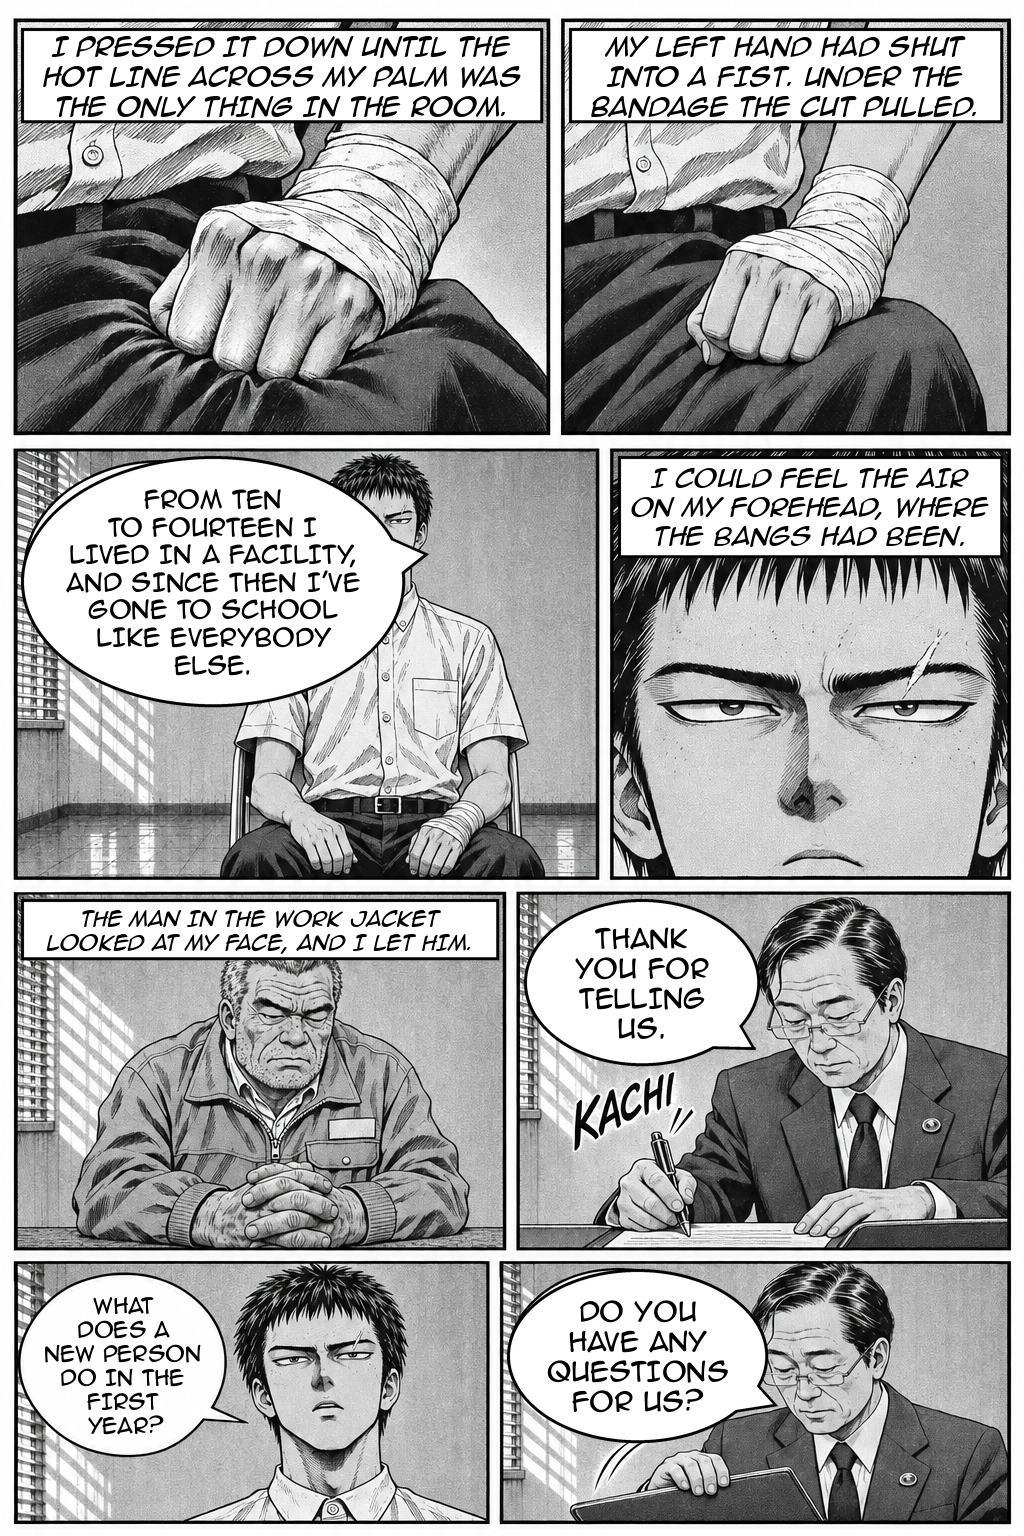 MY LEFT HAND HAD SHUT
INTO A FIST. UNDER THE
BANDAGE THE CUT PULLED.
I PRESSED IT DOWN UNTIL THE
HOT LINE ACROSS MY PALM WAS
THE ONLY THING IN THE ROOM.
I COULD FEEL THE AIR
ON MY FOREHEAD, WHERE
THE BANGS HAD BEEN.
FROM TEN
TO FOURTEEN I
LIVED IN A FACILITY,
AND SINCE THEN I'VE
GONE TO SCHOOL
LIKE EVERYBODY
ELSE.
THANK
YOU FOR
TELLING
US.
KACHI
THE MAN IN THE WORK JACKET
LOOKED AT MY FACE, AND I LET HIM.
DO YOU
HAVE ANY
QUESTIONS
FOR US?
WHAT
DOES A
NEW PERSON
DO IN THE
FIRST
YEAR?